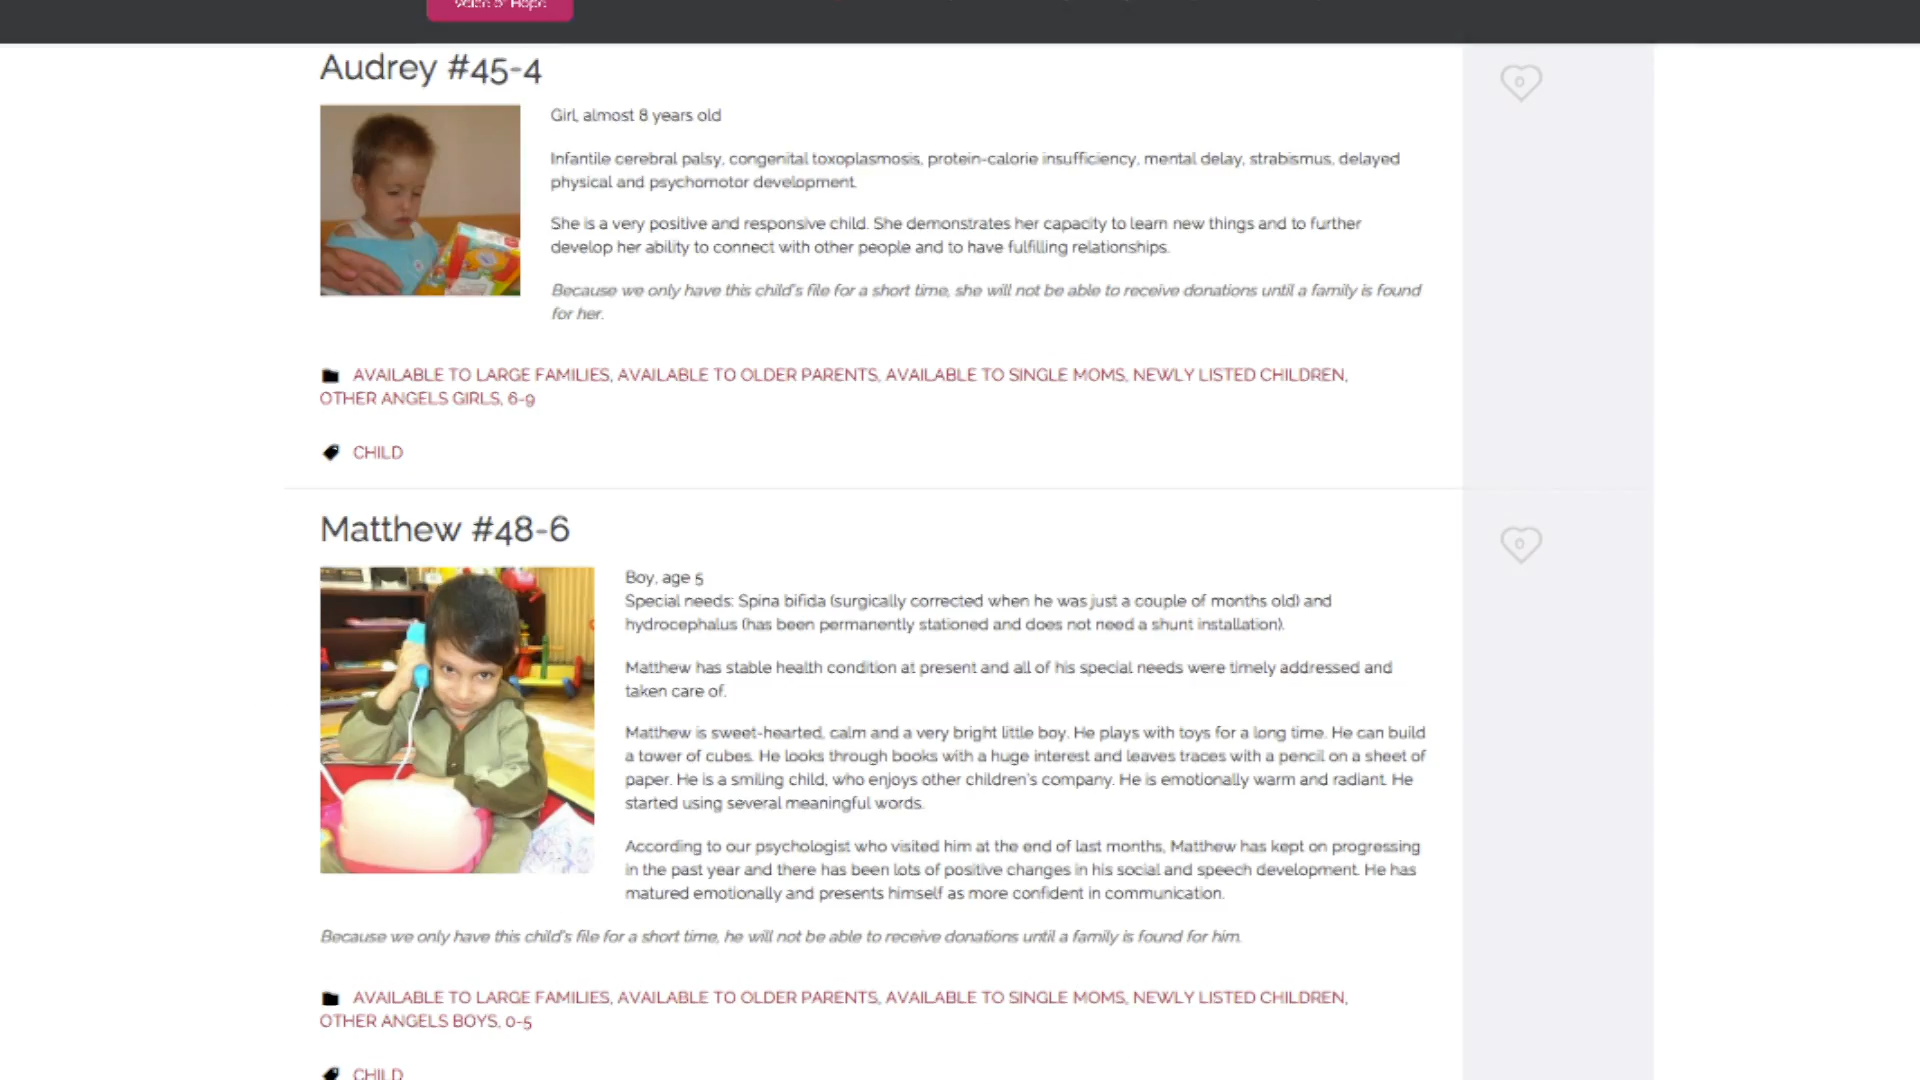 Audrey #45-4
0
Girl, almost 8 years old
Infantile cerebral palsy, congenital toxoplasmosis, protein-calorie insufficiency, mental delay, strabismus, delayed
physical and psychomotor development.
She is a very positive and responsive child. She demonstrates her capacity to learn new things and to further
develop her ability to connect with other people and to have fulfilling relationships.
Because we only have this child's file for a short time, she will not be able to receive donations until a family is found
for her.
AVAILABLE TO LARGE FAMILIES, AVAILABLE TO OLDER PARENTS, AVAILABLE TO SINGLE MOMS, NEWLY LISTED CHILDREN,
OTHER ANGELS GIRLS, 6-9
CHILD
Matthew #48-6
0
Boy, age 5
Special needs: Spina bifida (surgically corrected when he was just a couple of months old) and
hydrocephalus (has been permanently stationed and does not need a shunt installation).
Matthew has stable health condition at present and all of his special needs were timely addressed and
taken care of.
Matthew is sweet-hearted, calm and a very bright little boy. He plays with toys for a long time. He can build
a tower of cubes. He looks through books with a huge interest and leaves traces with a pencil on a sheet of
paper. He is a smiling child, who enjoys other children's company. He is emotionally warm and radiant. He
started using several meaningful words.
According to our psychologist who visited him at the end of last months, Matthew has kept on progressing
in the past year and there has been lots of positive changes in his social and speech development. He has
matured emotionally and presents himself as more confident in communication.
Because we only have this child's file for a short time, he will not be able to receive donations until a family is found for him.
AVAILABLE TO LARGE FAMILIES, AVAILABLE TO OLDER PARENTS, AVAILABLE TO SINGLE MOMS, NEWLY LISTED CHILDREN,
OTHER ANGELS BOYS, 0-5
CHILD